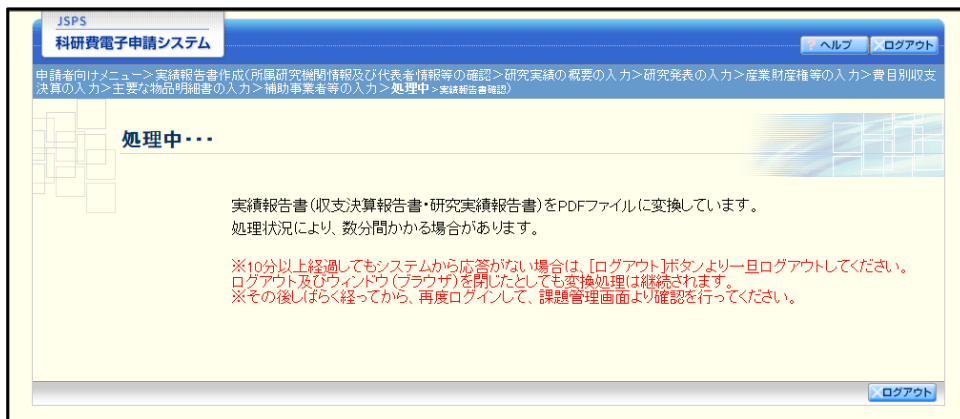 JSPS
科研費電子申請システム
ヘルプ ログアウト
申請者向けメニュー>実績報告書作成(所属研究機関情報及び代表者情報等の確認>研究実績の概要の入力>研究発表の入力>産業財産権等の入力>費目別収支
決算の入力>主要な物品明細書の入力>補助事業者等の入力>処理中>実績報告書確認)
処理中・・・
実績報告書(収支決算報告書・研究実績報告書)をPDFファイルに変換しています。
処理状況により、数分間かかる場合があります。
※10分以上経過してもシステムから応答がない場合は、[ログアウト]ボタンより一旦ログアウトしてください。
ログアウト及びウィンドウ(ブラウザ)を閉じたとしても変換処理は継続されます。
※その後しばらく経ってから、再度ログインして、課題管理画面より確認を行ってください。
ログアウト